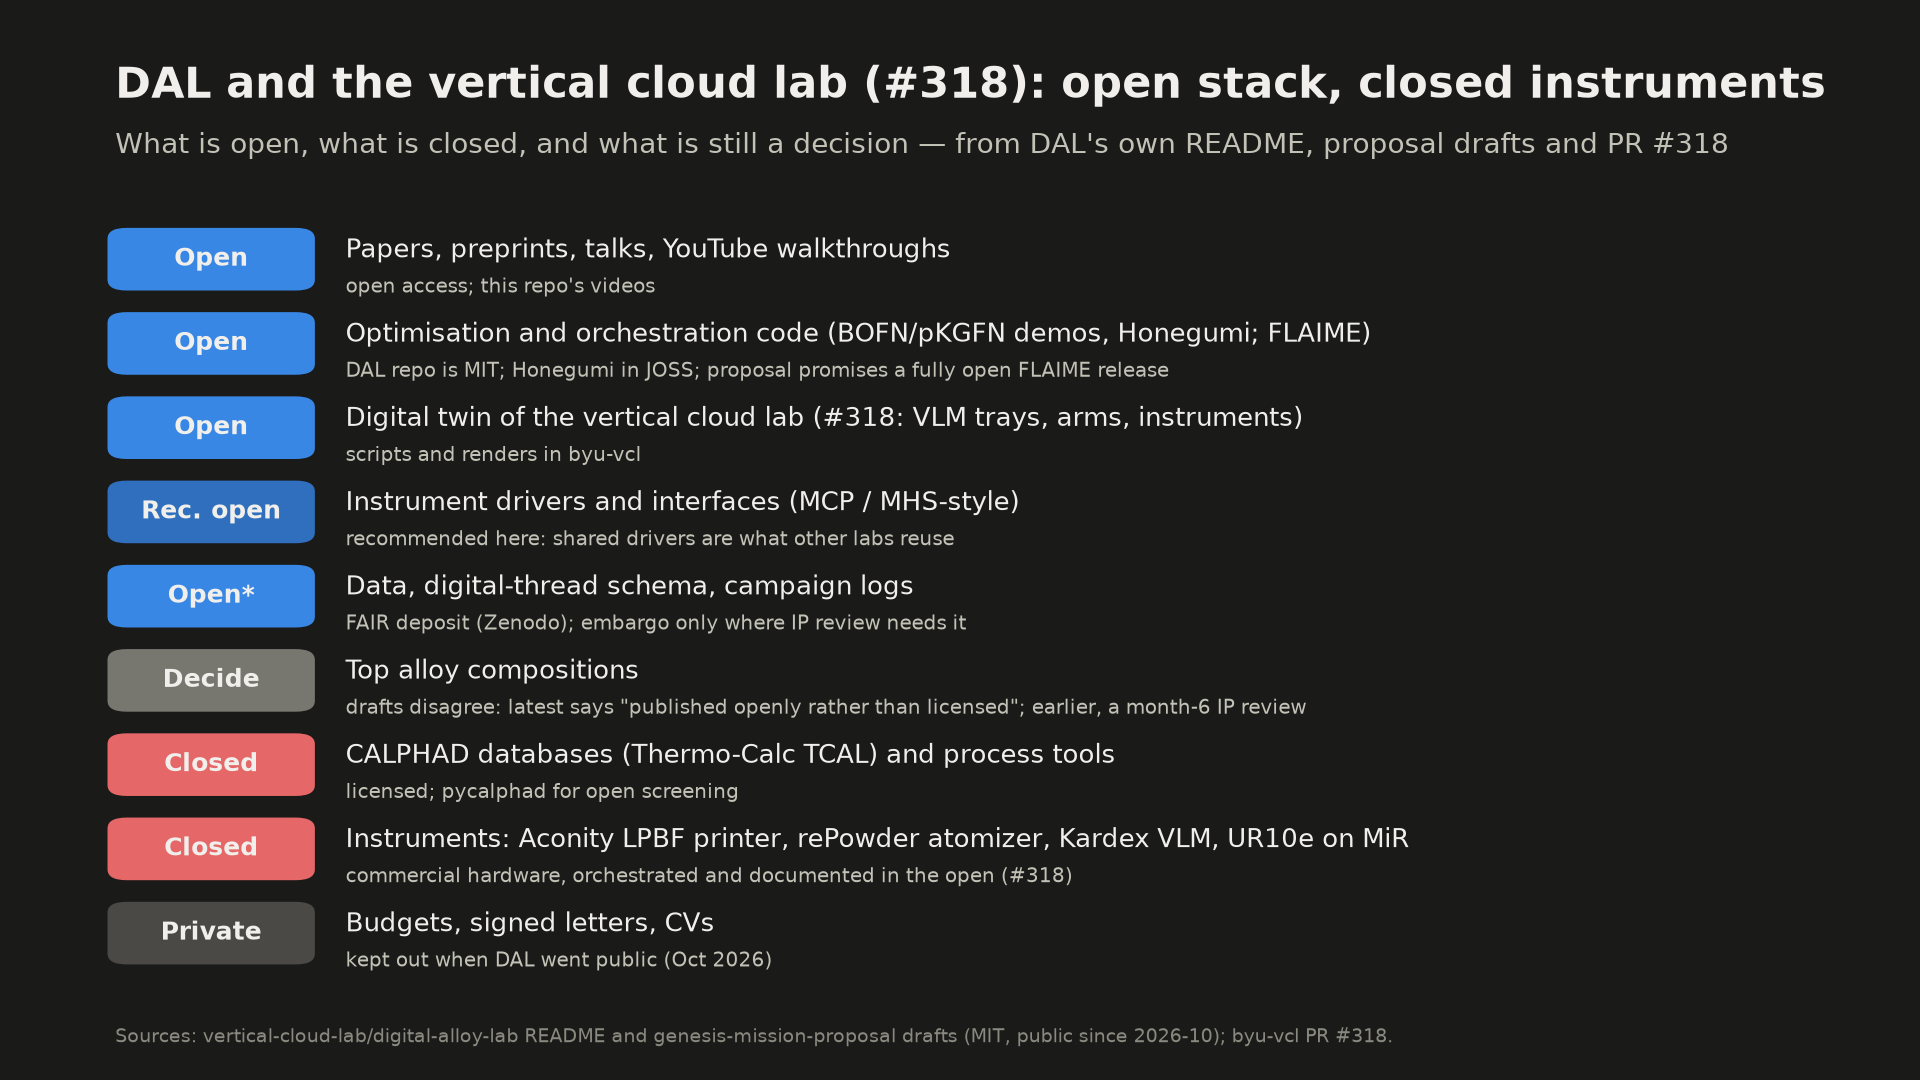 DAL and the vertical cloud lab (#318): open stack, closed instruments
What is open, what is closed, and what is still a decision — from DAL's own README, proposal drafts and PR #318
Open
Papers, preprints, talks, YouTube walkthroughs
open access; this repo's videos
Open
Optimisation and orchestration code (BOFN/pKGFN demos, Honegumi; FLAIME)
DAL repo is MIT; Honegumi in JOSS; proposal promises a fully open FLAIME release
Open
Digital twin of the vertical cloud lab (#318: VLM trays, arms, instruments)
scripts and renders in byu-vcl
Rec. open
Instrument drivers and interfaces (MCP / MHS-style)
recommended here: shared drivers are what other labs reuse
Open*
Data, digital-thread schema, campaign logs
FAIR deposit (Zenodo); embargo only where IP review needs it
Decide
Top alloy compositions
drafts disagree: latest says "published openly rather than licensed"; earlier, a month-6 IP review
Closed
CALPHAD databases (Thermo-Calc TCAL) and process tools
licensed; pycalphad for open screening
Closed
Instruments: Aconity LPBF printer, rePowder atomizer, Kardex VLM, UR10e on MiR
commercial hardware, orchestrated and documented in the open (#318)
Private
Budgets, signed letters, CVs
kept out when DAL went public (Oct 2026)
Sources: vertical-cloud-lab/digital-alloy-lab README and genesis-mission-proposal drafts (MIT, public since 2026-10); byu-vcl PR #318.